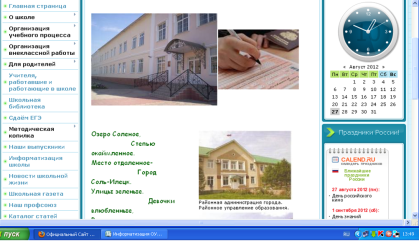 Главная страница
О школе
Организация
учебного процесса
Организация
внеклассной работы
Для родителей
Учителя,
работавшие и
работающие в школе
Школьная
библиотека
Сдаём ЕГЭ
Методическая
копилка
Наши выпускники
Информатизация
школы
Новости школьной
жизни
Школьная газета
Наш профсоюз
Каталог статей
Озеро Соленое,
Степью
окаймленное.
Место отдаленное-
Город
Соль-Илецк.
Улицы зеленые.
Девочки
влюбленные.
Районная администрация города.
Районное управление образования.
« Август 2012 »
Пн Вт Ср Чт Пт Сб Вс
1 2 3 4 5
6 7 8 9 10 11 12
13 14 15 16 17 18 19
20 21 22 23 24 25 26
27 28 29 30 31
Праздники России
CALEND.RU
Ближайшие
праздники
России
27 августа 2012 (пн):
- День российского
кино
1 сентября 2012 (сб):
- День знаний
пуск
Официальный Сайт ...
Информатизация ОУ...
RU
13:49